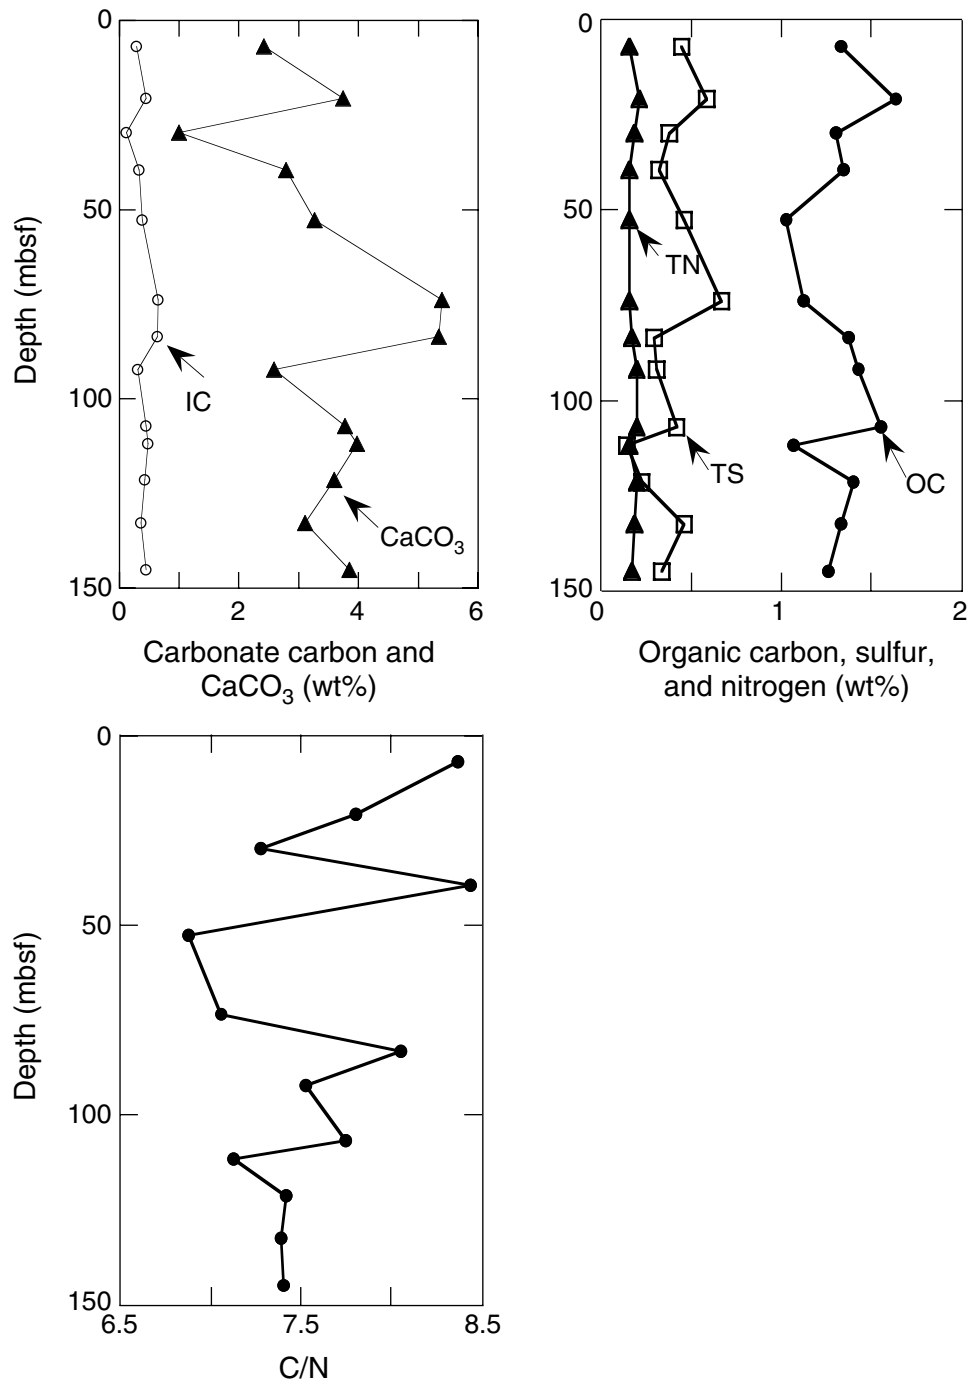 0
50
100
150
Depth (mbsf)
IC
CaCO₃
0 2 4 6
Carbonate carbon and
CaCO₃ (wt%)
0
50
100
150
TN
TS
OC
0 1 2
Organic carbon, sulfur,
and nitrogen (wt%)
0
50
100
150
Depth (mbsf)
6.5 7.5 8.5
C/N